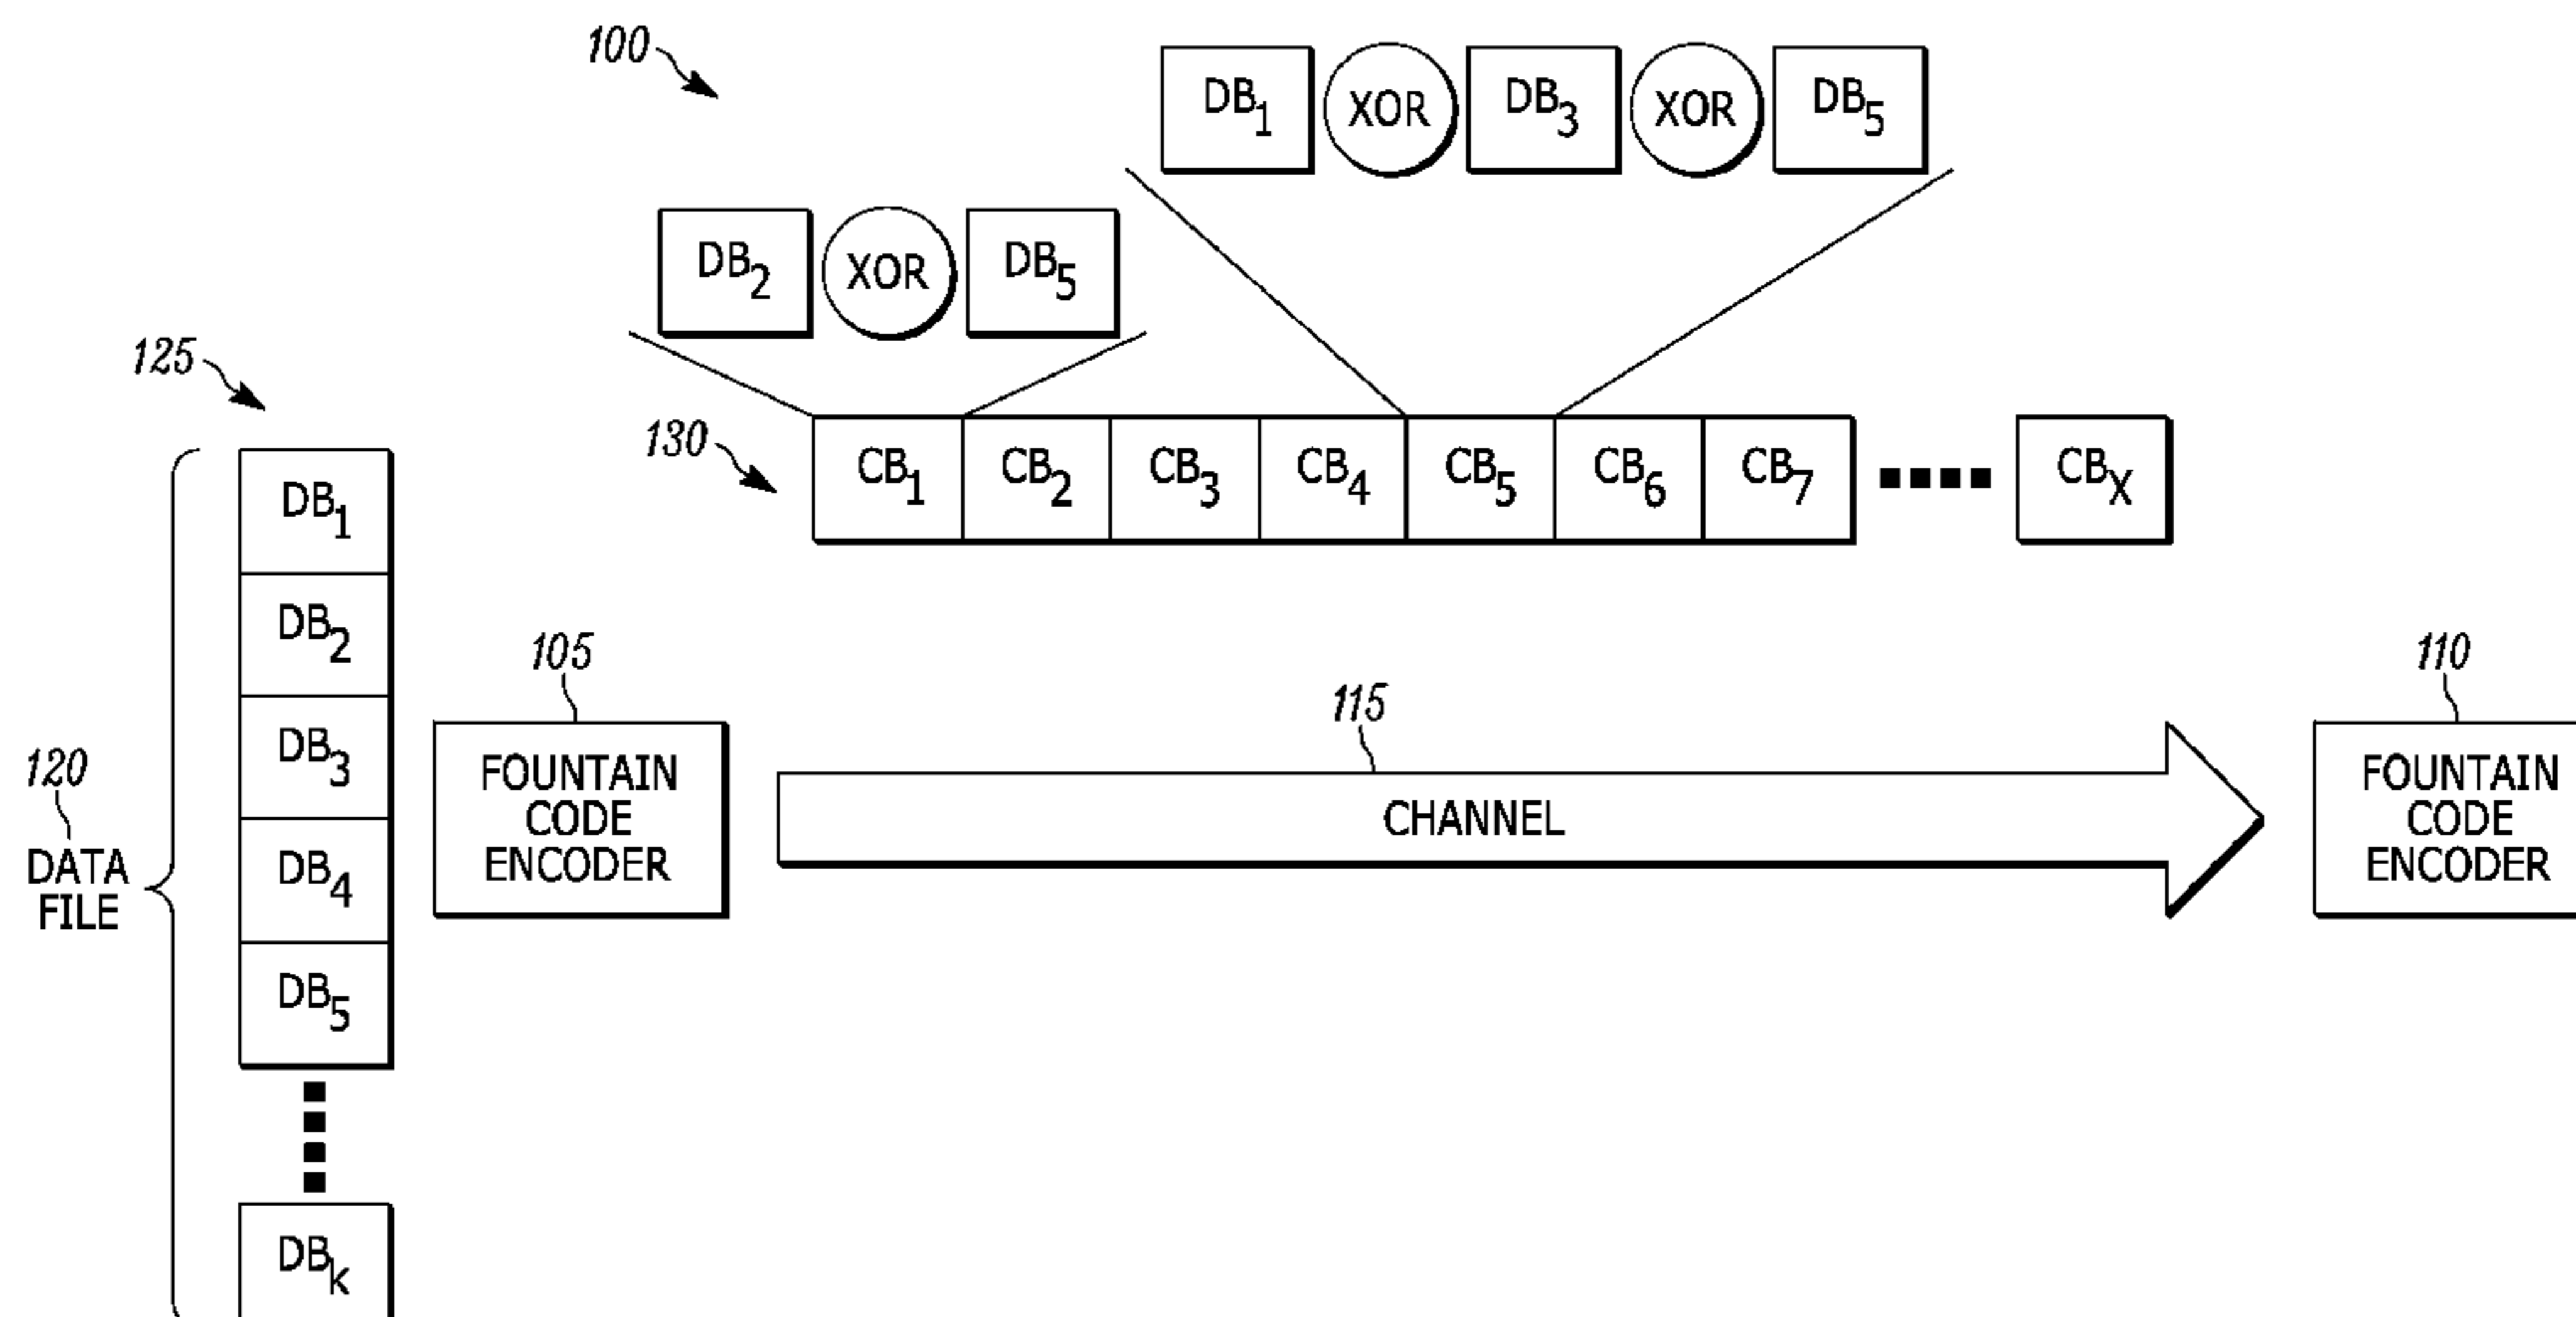 100
DB1 XOR DB3 XOR DB5
DB2 XOR DB5
125
130
CB1 CB2 CB3 CB4 CB5 CB6 CB7 CBX
DB1
DB2
DB3
DB4
DB5
DBk
120
DATA
FILE
105
FOUNTAIN
CODE
ENCODER
115
CHANNEL
110
FOUNTAIN
CODE
ENCODER